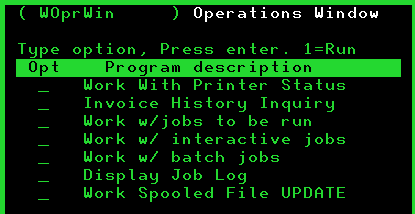 ( WOprWin ) Operations Window
Type option, Press enter. 1=Run
Opt Program description
_ Work With Printer Status
_ Invoice History Inquiry
_ Work w/jobs to be run
_ Work w/ interactive jobs
_ Work w/ batch jobs
_ Display Job Log
_ Work Spooled File UPDATE